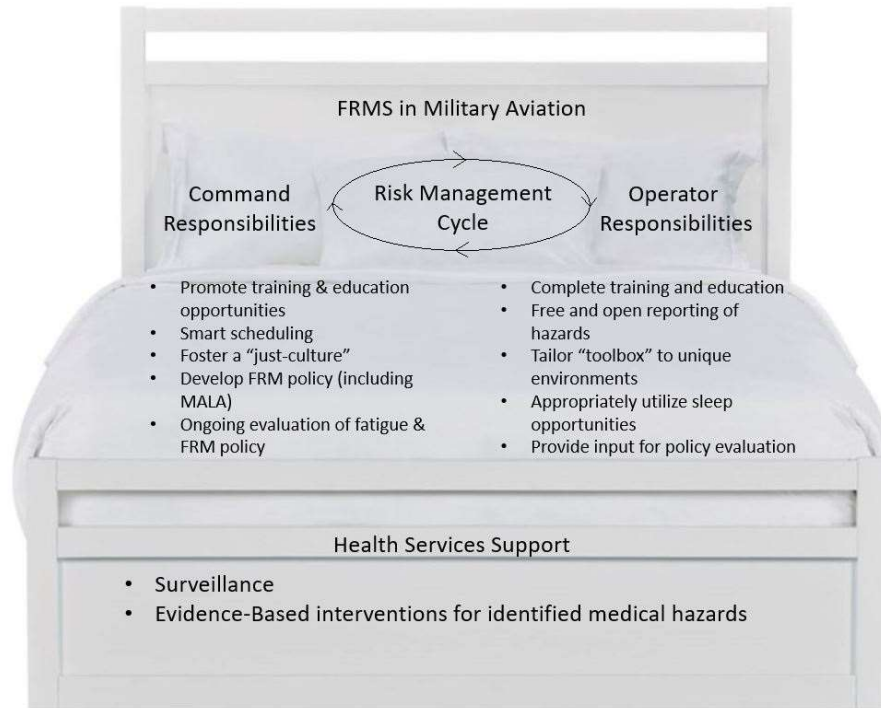 FRMS in Military Aviation
Command
Responsibilities
Risk Management
Cycle
Operator
Responsibilities
• Promote training & education
opportunities
• Smart scheduling
• Foster a “just-culture”
• Develop FRM policy (including
MALA)
• Ongoing evaluation of fatigue &
FRM policy
• Complete training and education
• Free and open reporting of
hazards
• Tailor “toolbox” to unique
environments
• Appropriately utilize sleep
opportunities
• Provide input for policy evaluation
Health Services Support
• Surveillance
• Evidence-Based interventions for identified medical hazards